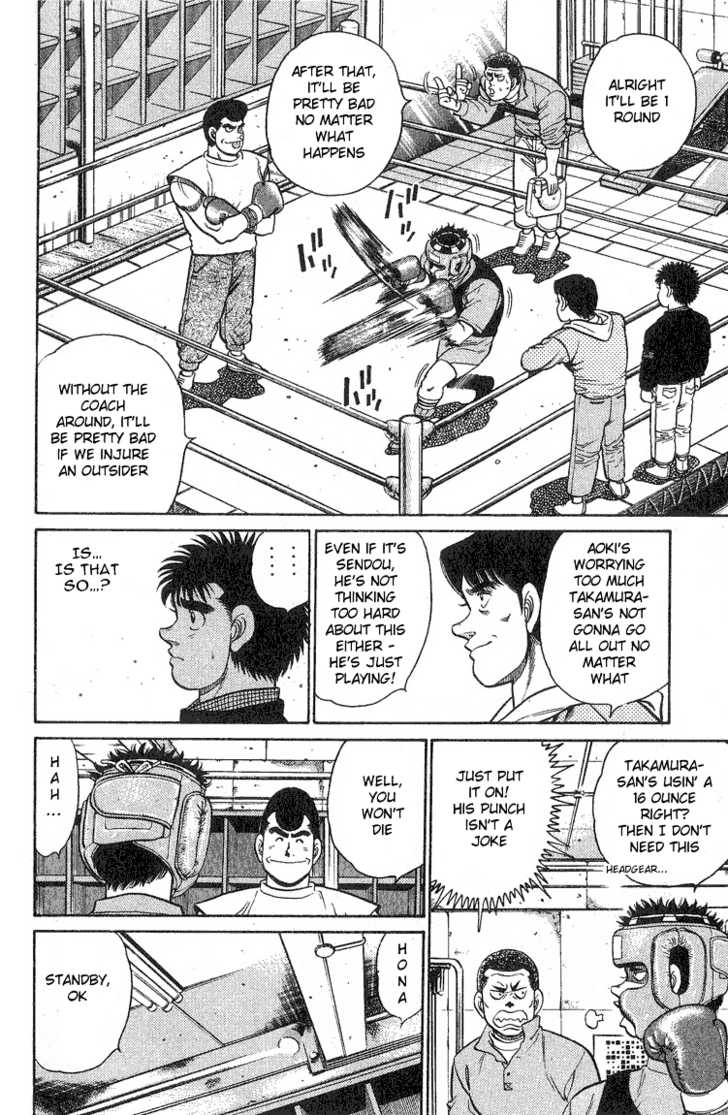 ALRIGHT
IT'LL BE 1
ROUND
AFTER THAT,
IT'LL BE
PRETTY BAD
NO MATTER
WHAT
HAPPENS
WITHOUT THE
COACH
AROUND, IT'LL
BE PRETTY BAD
IF WE INJURE
AN OUTSIDER
AOKI'S
WORRYING
TOO MUCH
TAKAMURA-
SAN'S NOT
GONNA GO
ALL OUT NO
MATTER
WHAT
EVEN IF IT'S
SENDOU,
HE'S NOT
THINKING
TOO HARD
ABOUT THIS
EITHER -
HE'S JUST
PLAYING!
...
...
IS...
IS THAT
SO...?
TAKAMURA-
SAN'S USIN' A
16 OUNCE
RIGHT?
THEN I DON'T
NEED THIS
HEADGEAR...
JUST PUT
IT ON!
HIS PUNCH
ISN'T A
JOKE
WELL,
YOU
WON'T
DIE
HAH...
HONA
STANDBY,
OK